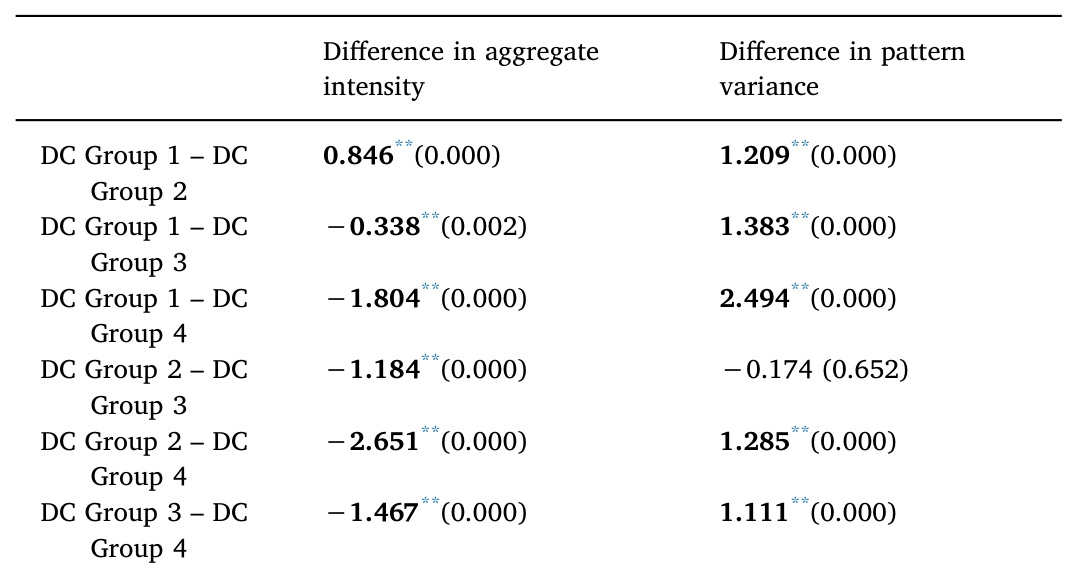 Difference in aggregate intensity Difference in pattern variance
DC Group 1 – DC Group 2 0.846**(0.000) 1.209**(0.000)
DC Group 1 – DC Group 3 −0.338**(0.002) 1.383**(0.000)
DC Group 1 – DC Group 4 −1.804**(0.000) 2.494**(0.000)
DC Group 2 – DC Group 3 −1.184**(0.000) −0.174 (0.652)
DC Group 2 – DC Group 4 −2.651**(0.000) 1.285**(0.000)
DC Group 3 – DC Group 4 −1.467**(0.000) 1.111**(0.000)